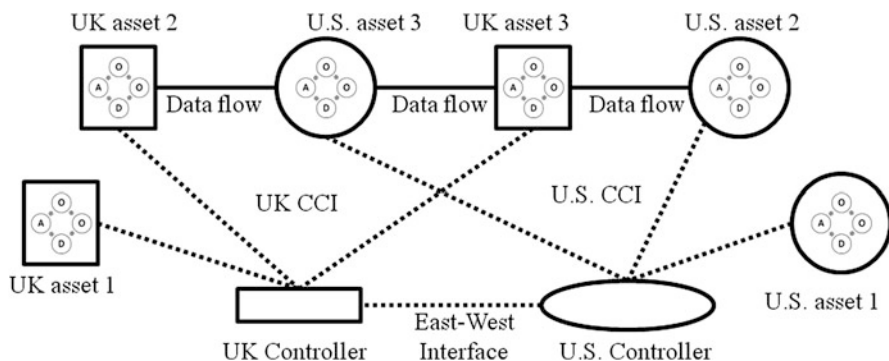 UK asset 2
U.S. asset 3
UK asset 3
U.S. asset 2
O
A
O
D
O
A
O
D
O
A
O
D
O
A
O
D
Data flow
Data flow
Data flow
UK CCI
U.S. CCI
O
A
O
D
O
A
O
D
UK asset 1
U.S. asset 1
East-West
Interface
UK Controller
U.S. Controller